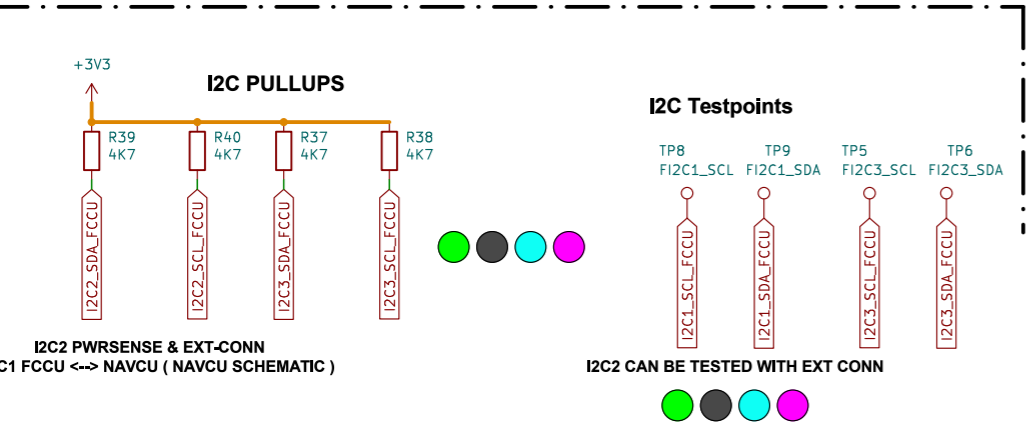 +3V3
I2C PULLUPS
R39
4K7
R40
4K7
R37
4K7
R38
4K7
I2C2_SDA_FCCU
I2C2_SCL_FCCU
I2C3_SDA_FCCU
I2C3_SCL_FCCU
I2C2 PWRSENSE & EXT-CONN
C1 FCCU <--> NAVCU ( NAVCU SCHEMATIC )
I2C Testpoints
TP8
FI2C1_SCL
TP9
FI2C1_SDA
TP5
FI2C3_SCL
TP6
FI2C3_SDA
I2C1_SCL_FCCU
I2C1_SDA_FCCU
I2C3_SCL_FCCU
I2C3_SDA_FCCU
I2C2 CAN BE TESTED WITH EXT CONN